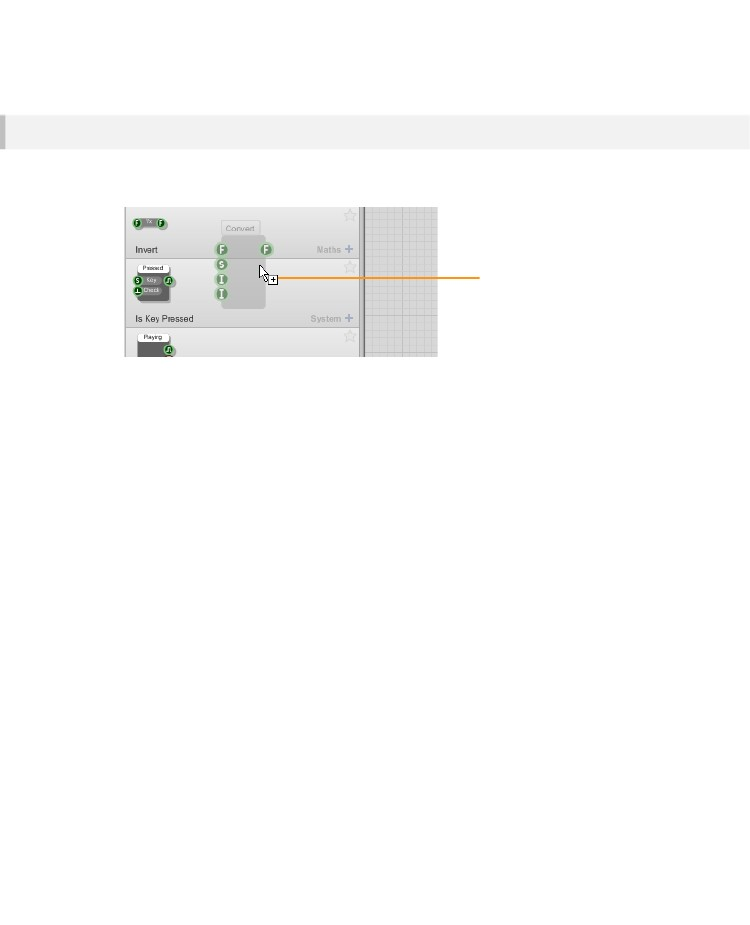 F F
Convert
Invert F F Maths
Pressed
S Key
Check
S
I
I
Is Key Pressed System
Playing